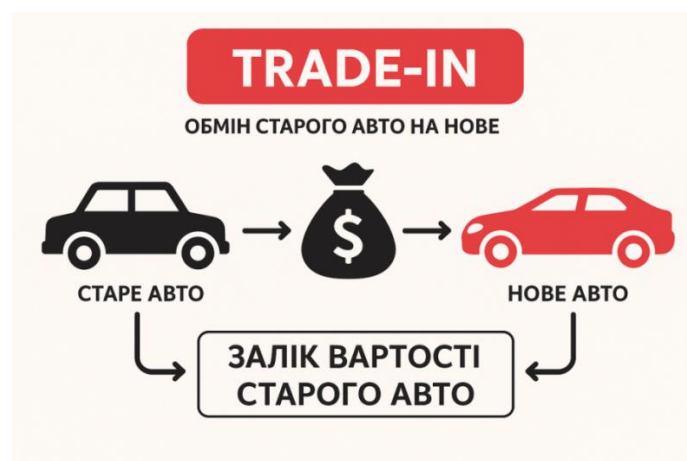 TRADE-IN
ОБМІН СТАРОГО АВТО НА НОВЕ
$
СТАРЕ АВТО
НОВЕ АВТО
ЗАЛІК ВАРТОСТІ
СТАРОГО АВТО